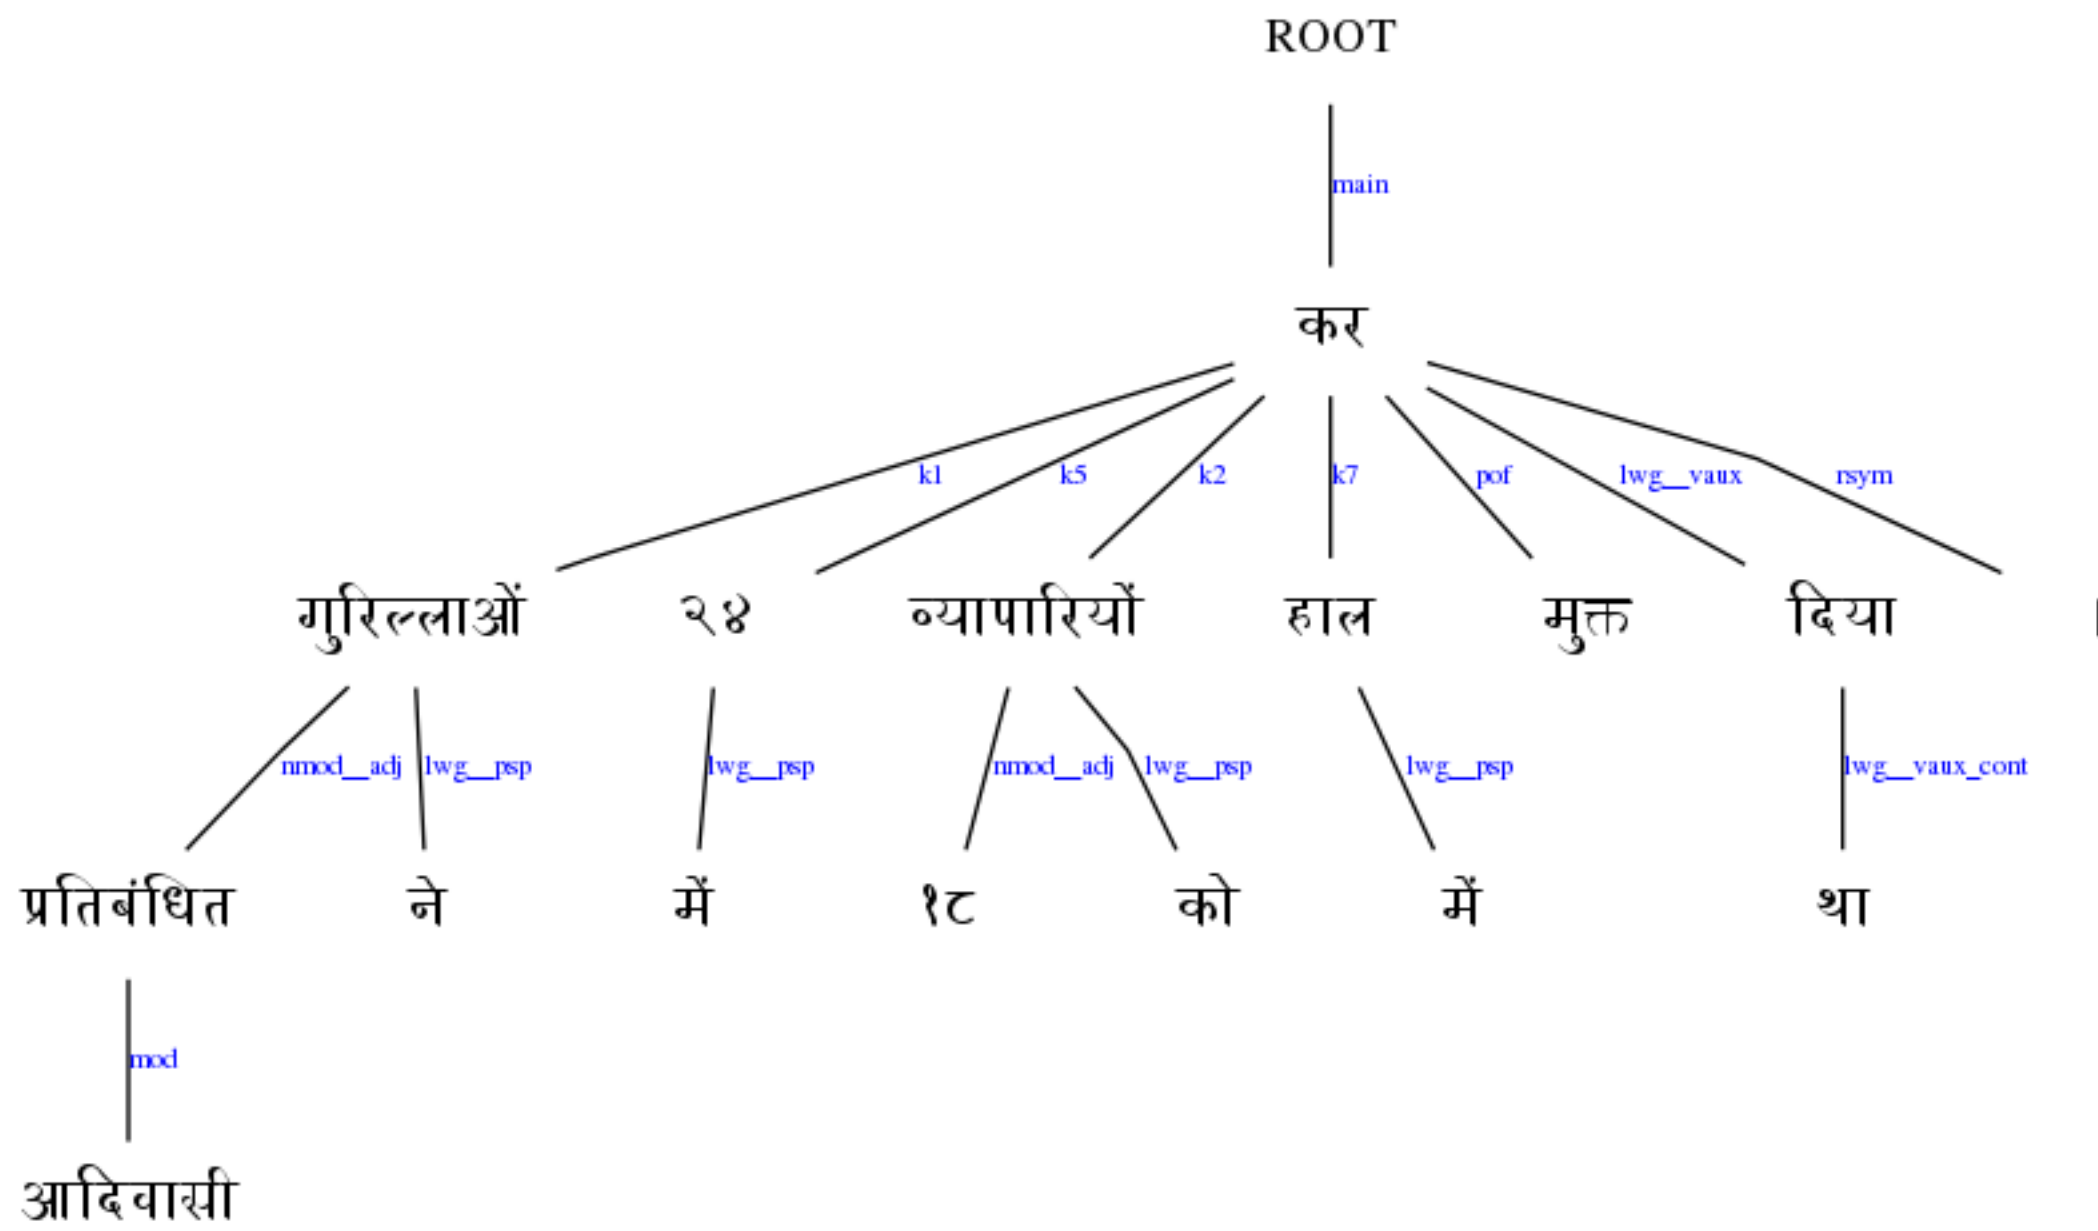 ROOT
main
कर
k1 k5 k2 k7 pof lwg__vaux rsym
गुरिल्लाओं २४ व्यापारियों हाल मुक्त दिया ।
nmod__adj lwg__psp lwg__psp nmod__adj lwg__psp lwg__psp lwg__vaux_cont
प्रतिबंधित ने में १८ को में था
mod
आदिवासी